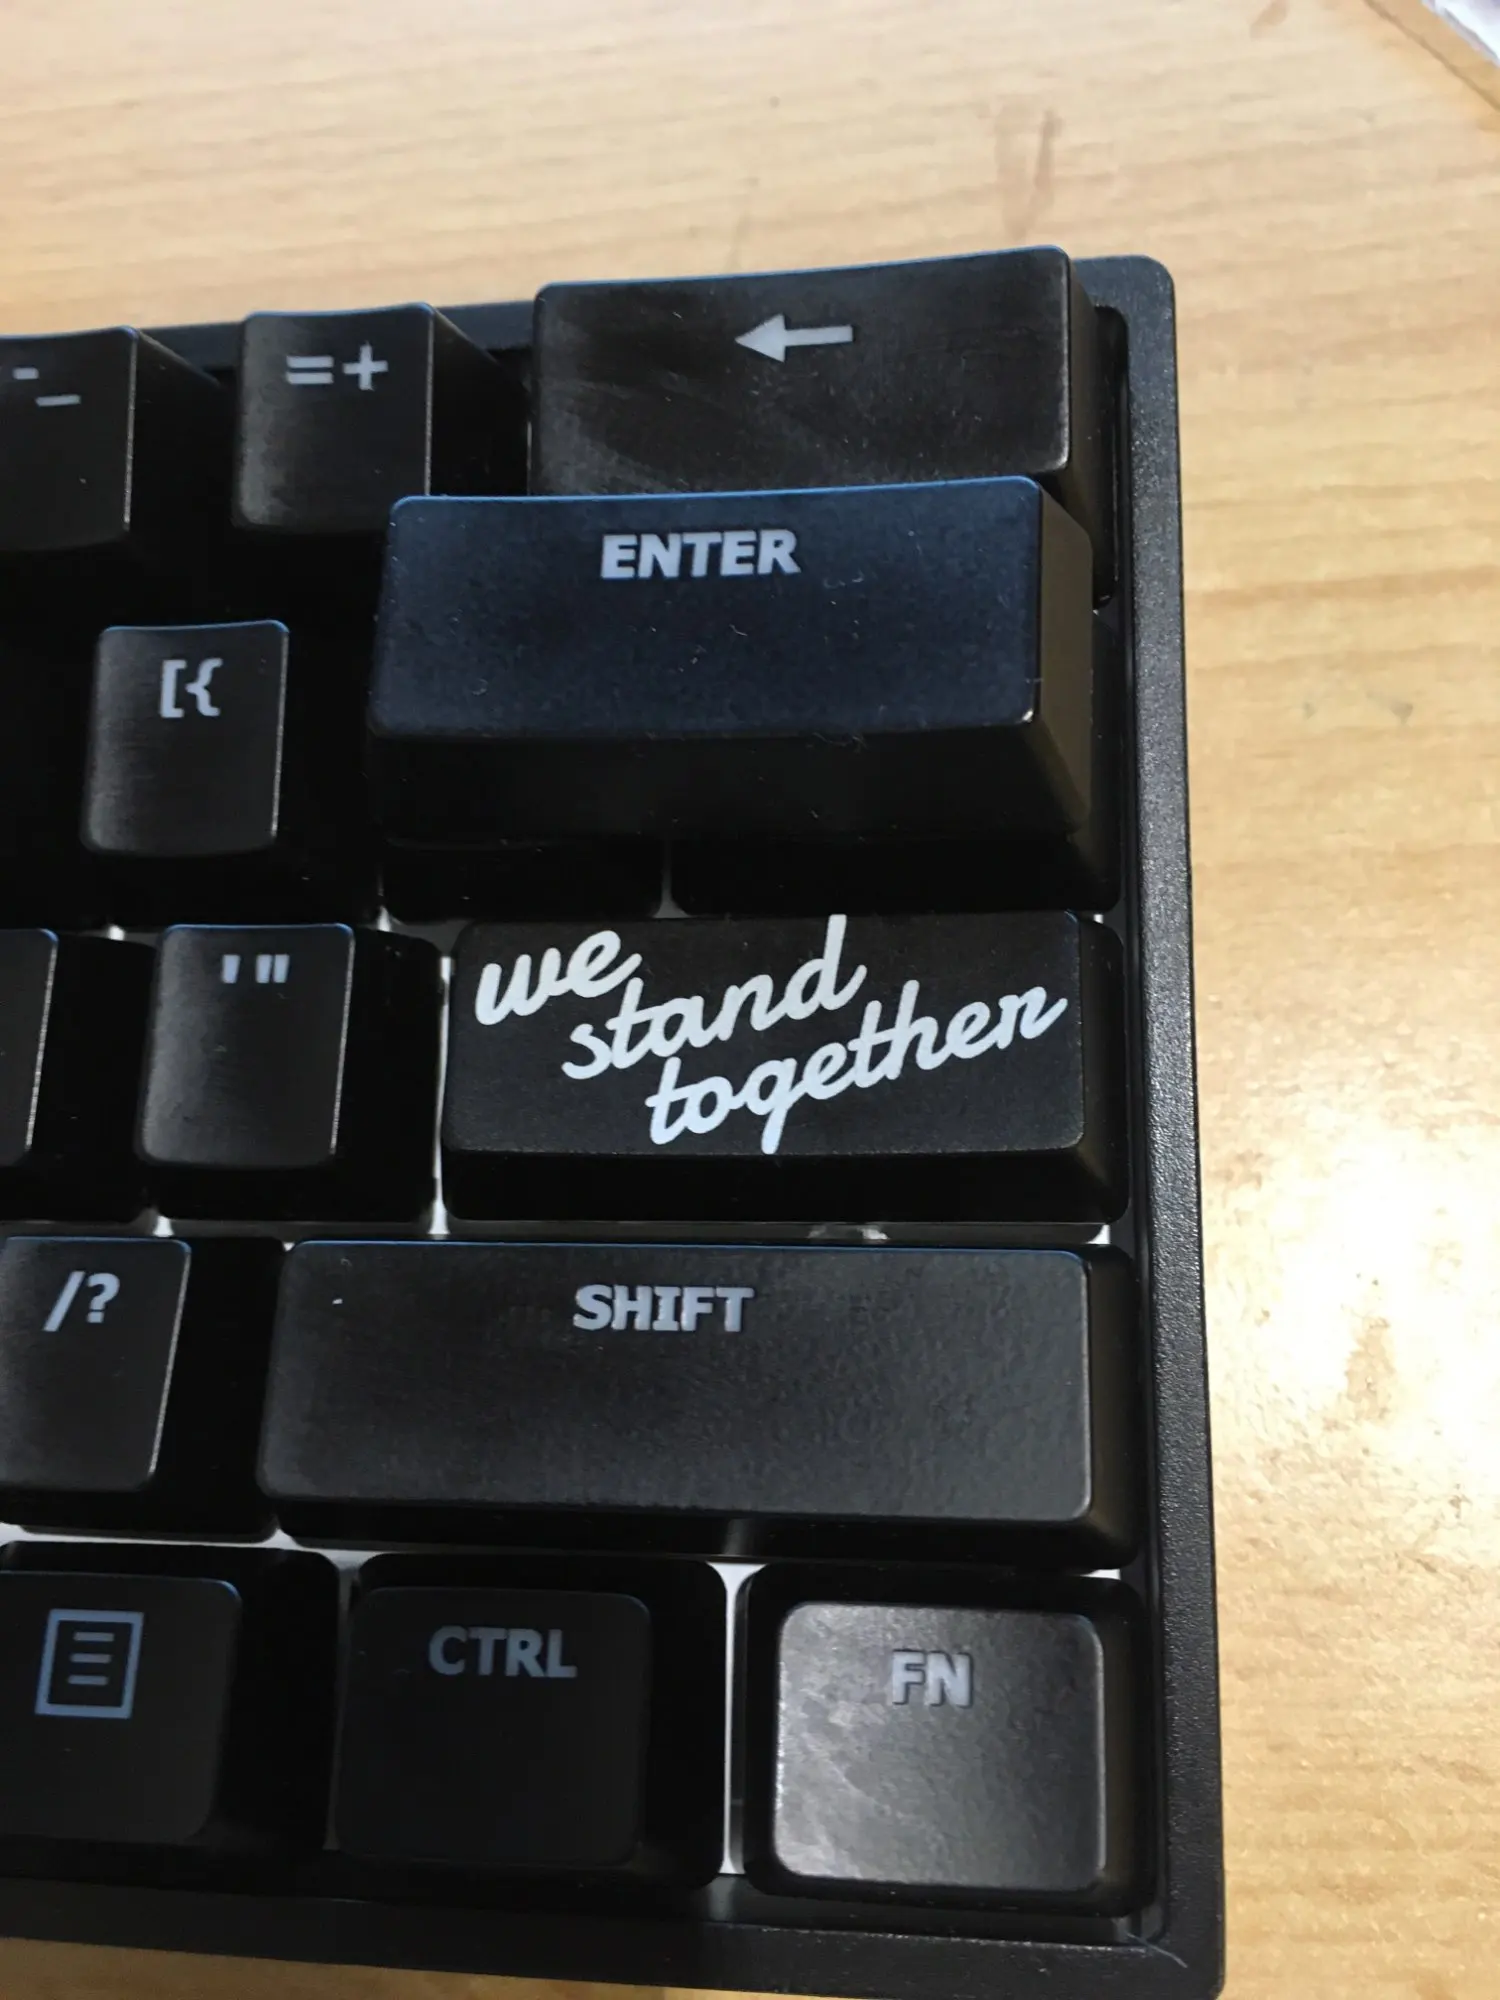 -_ =+ ←
ENTER
[{
'" we
stand
together
/? SHIFT
CTRL FN